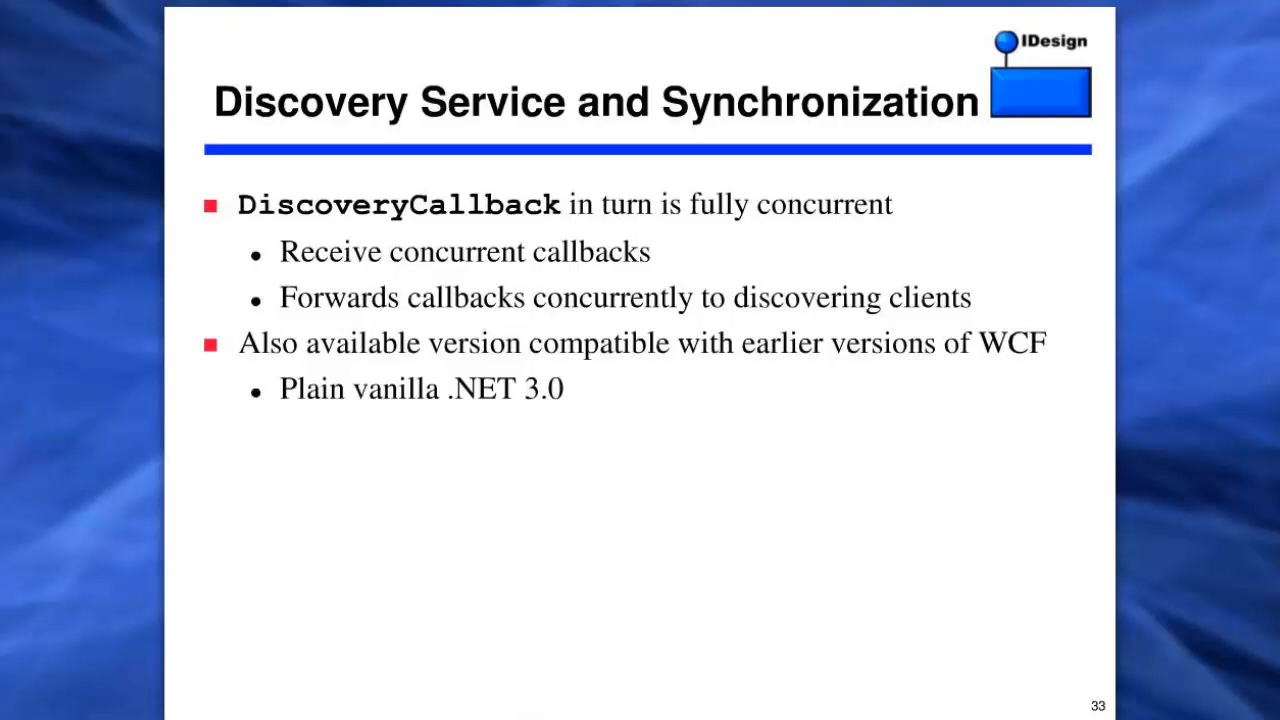 IDesign
Discovery Service and Synchronization
DiscoveryCallback in turn is fully concurrent
Receive concurrent callbacks
Forwards callbacks concurrently to discovering clients
Also available version compatible with earlier versions of WCF
Plain vanilla .NET 3.0
33